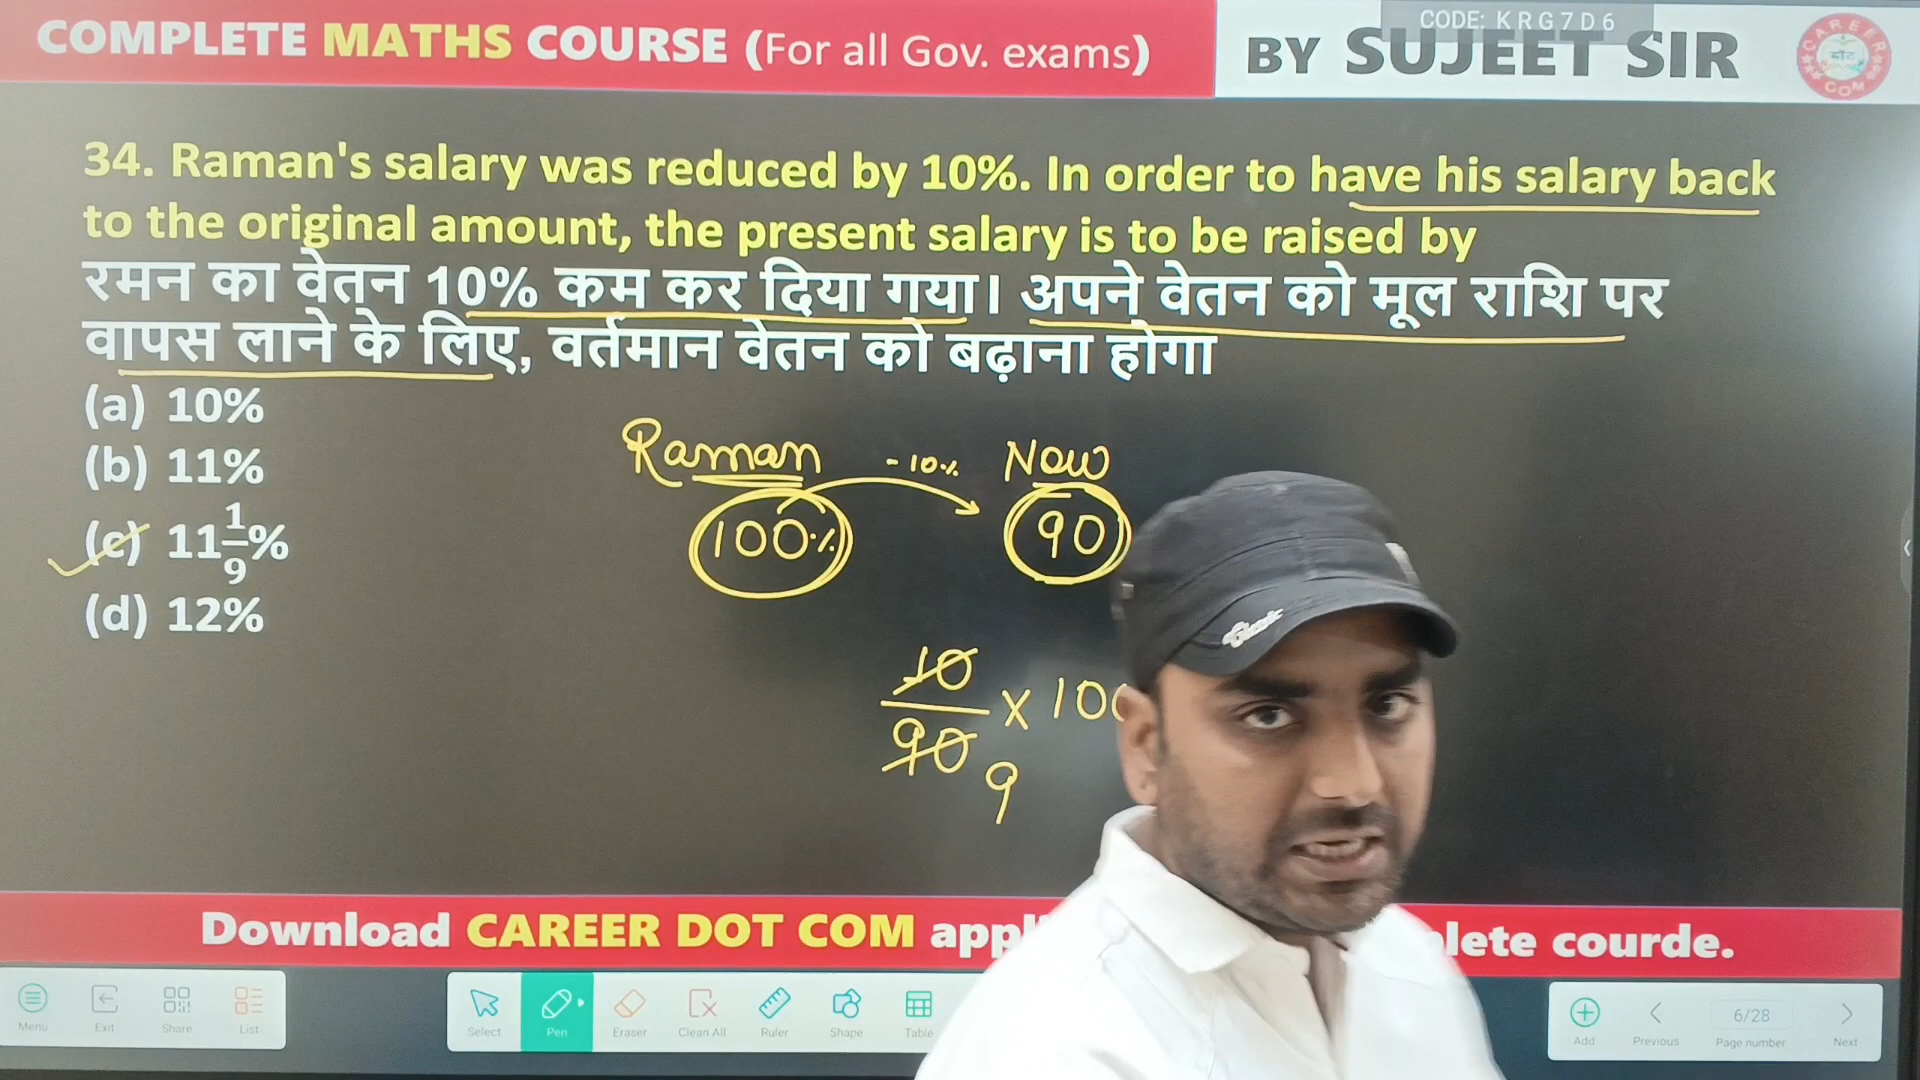 COMPLETE MATHS COURSE (For all Gov. exams)
BY SUJEET SIR
CODE: KRG7D6
CAREER
दॉट
COM
34. Raman's salary was reduced by 10%. In order to have his salary back
to the original amount, the present salary is to be raised by
रमन का वेतन 10% कम कर दिया गया। अपने वेतन को मूल राशि पर
वापस लाने के लिए, वर्तमान वेतन को बढ़ाना होगा
(a) 10%
(b) 11%
(c) 11 1/9%
(d) 12%
Raman -10% Now
100% 90
10/90 × 100
9
Classic
Download CAREER DOT COM appl
lete courde.
Menu Exit Share List
Select Pen Eraser Clean All Ruler Shape Table
Add Previous 6/28 Page number Next